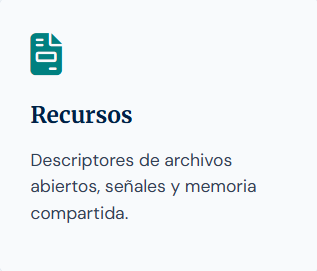 Recursos
Descriptores de archivos
abiertos, señales y memoria
compartida.